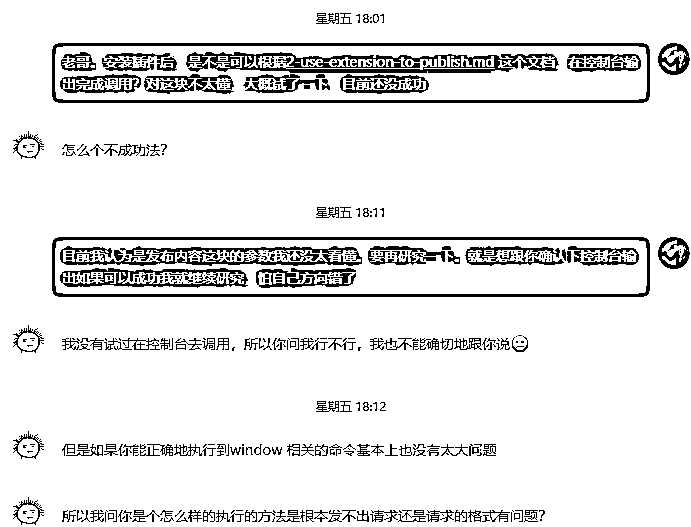 星期五 18:01
老哥，安装插件后，是不是可以根据2-use-extension-to-publish.md 这个文档，在控制台输
出完成调用？对这块不太懂，大概试了一下，目前还没成功
怎么个不成功法？
星期五 18:11
目前我认为是发布内容这块的参数我还没太看懂，要再研究一下。就是想跟你确认下控制台输
出如果可以成功我就继续研究，怕自己方向错了
我没有试过在控制台去调用，所以你问我行不行，我也不能确切地跟你说
星期五 18:12
但是如果你能正确地执行到window 相关的命令基本上也没有太大问题
所以我问你是个怎么样的执行的方法是根本发不出请求还是请求的格式有问题？